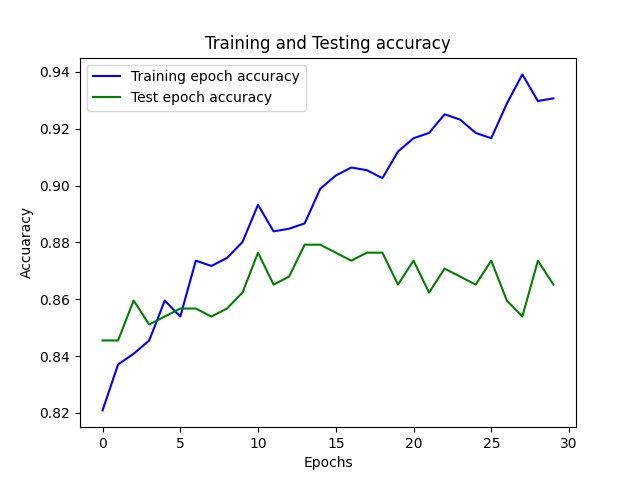 Training and Testing accuracy
Training epoch accuracy
Test epoch accuracy
0.94
0.92
0.90
0.88
0.86
0.84
0.82
Accuaracy
0 5 10 15 20 25 30
Epochs